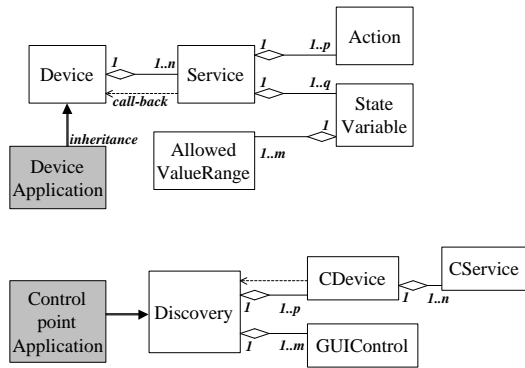 Device
1
1..n
Service
1
1..p
Action
1
1..q
State
Variable
call-back
inheritance
Device
Application
Allowed
ValueRange
1
1..m
Control
point
Application
Discovery
1
1..p
CDevice
1
1..n
CService
1
1..m
GUIControl